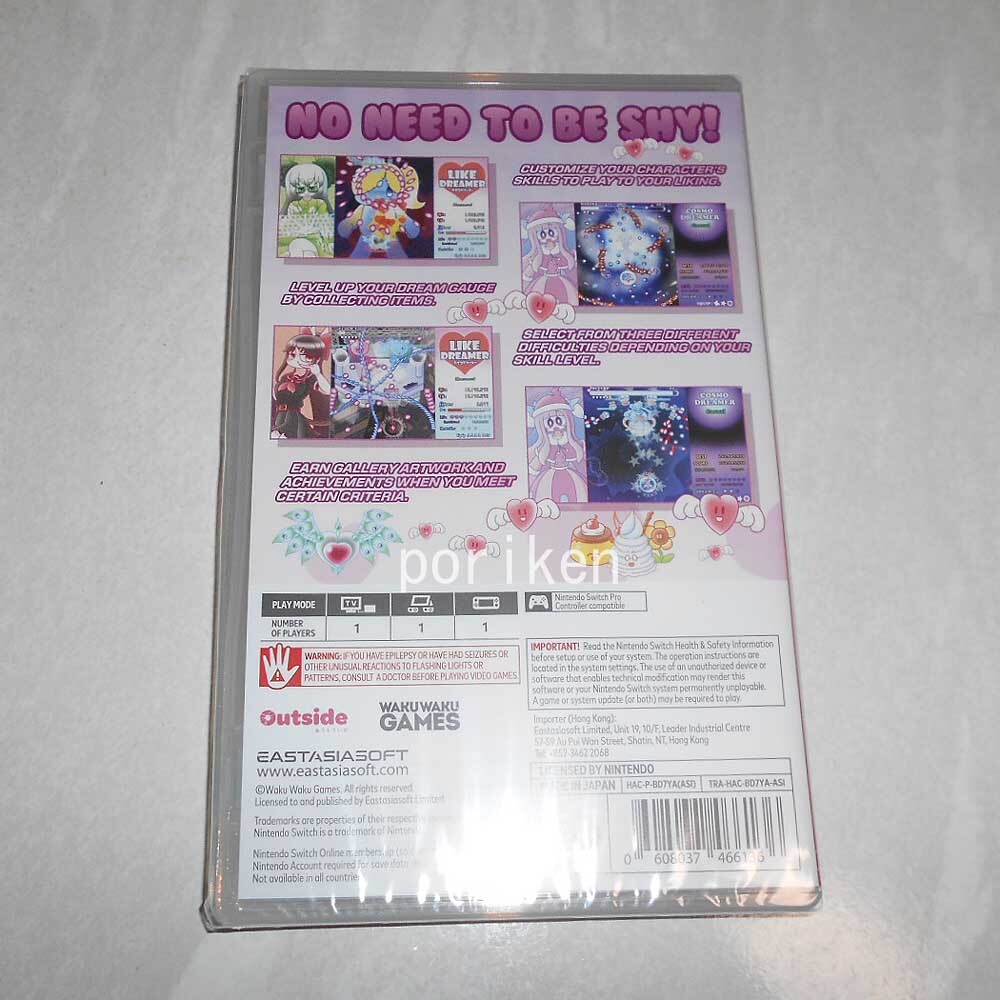 NO NEED TO BE SHY!
LIKE
DREAMER
CUSTOMIZE YOUR CHARACTER'S
SKILLS TO PLAY TO YOUR LIKING.
COSMO
DREAMER
LEVEL UP YOUR DREAM GAUGE
BY COLLECTING ITEMS.
SELECT FROM THREE DIFFERENT
DIFFICULTIES DEPENDING ON YOUR
SKILL LEVEL.
LIKE
DREAMER
COSMO
DREAMER
EARN GALLERY ARTWORK AND
ACHIEVEMENTS WHEN YOU MEET
CERTAIN CRITERIA.
poriken
PLAY MODE
TV
NUMBER
OF PLAYERS
1
1
1
Nintendo Switch Pro
Controller compatible
WARNING: IF YOU HAVE EPILEPSY OR HAVE HAD SEIZURES OR
OTHER UNUSUAL REACTIONS TO FLASHING LIGHTS OR
PATTERNS, CONSULT A DOCTOR BEFORE PLAYING VIDEO GAMES.
IMPORTANT! Read the Nintendo Switch Health & Safety Information
before setup or use of your system. The operation instructions are
located in the system settings. The use of an unauthorized device or
software that enables technical modification may render this
software or your Nintendo Switch system permanently unplayable.
A game or system update (or both) may be required to play.
Outside
WAKU WAKU
GAMES
Importer (Hong Kong):
Eastasiasoft Limited, Unit 19, 10/F, Leader Industrial Centre
57-59 Au Pui Wan Street, Shatin, NT, Hong Kong
Tel: +852-3462 2068
EASTASIASOFT
www.eastasiasoft.com
LICENSED BY NINTENDO
IN JAPAN
HAC-P-BD7YA(ASI)
TRA-HAC-BD7YA-ASI
©Waku Waku Games. All rights reserved.
Licensed to and published by Eastasiasoft Limited.
Trademarks are properties of their respective
Nintendo Switch is a trademark of Nintendo
Nintendo Switch Online membership
Nintendo Account required for save data
Not available in all countries
0 608037 466136